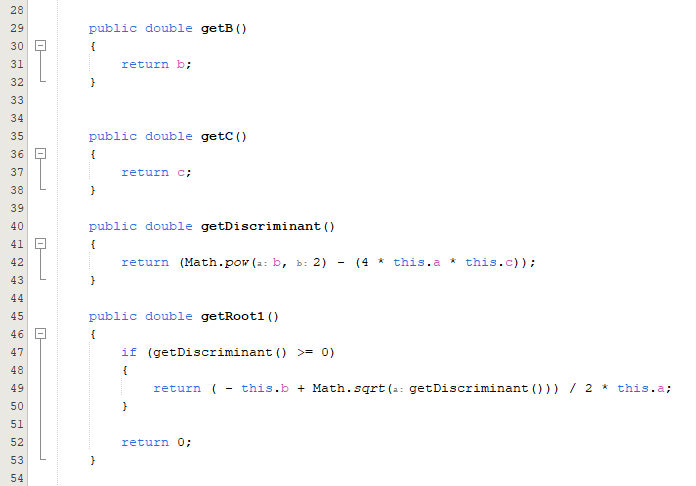 28
29 public double getB()
30 {
31 return b;
32 }
33
34
35 public double getC()
36 {
37 return c;
38 }
39
40 public double getDiscriminant()
41 {
42 return (Math.pow(a: b, b: 2) - (4 * this.a * this.c));
43 }
44
45 public double getRoot1()
46 {
47 if (getDiscriminant() >= 0)
48 {
49 return ( - this.b + Math.sqrt(a: getDiscriminant())) / 2 * this.a;
50 }
51
52 return 0;
53 }
54